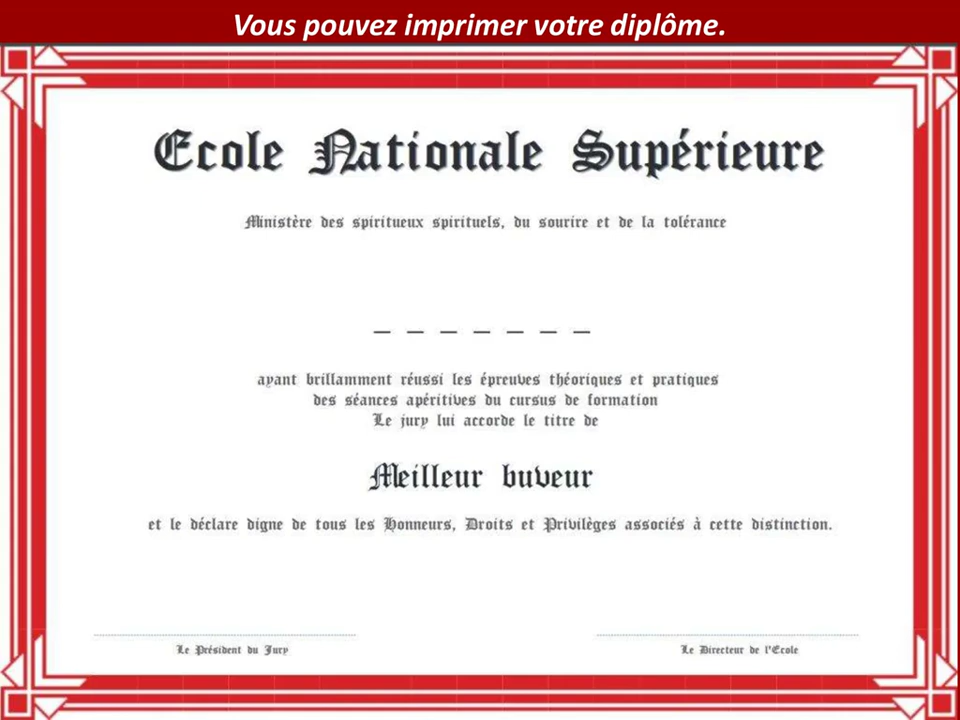 Vous pouvez imprimer votre diplôme.
Ecole Nationale Supérieure
Ministère des spiritueux spirituels, du sourire et de la tolérance
_ _ _ _ _ _ _
ayant brillamment réussi les épreuves théoriques et pratiques
des séances apéritives du cursus de formation
Le jury lui accorde le titre de
Meilleur buveur
et le déclare digne de tous les Honneurs, Droits et Privilèges associés à cette distinction.
Le Président du Jury
Le Directeur de l'Ecole